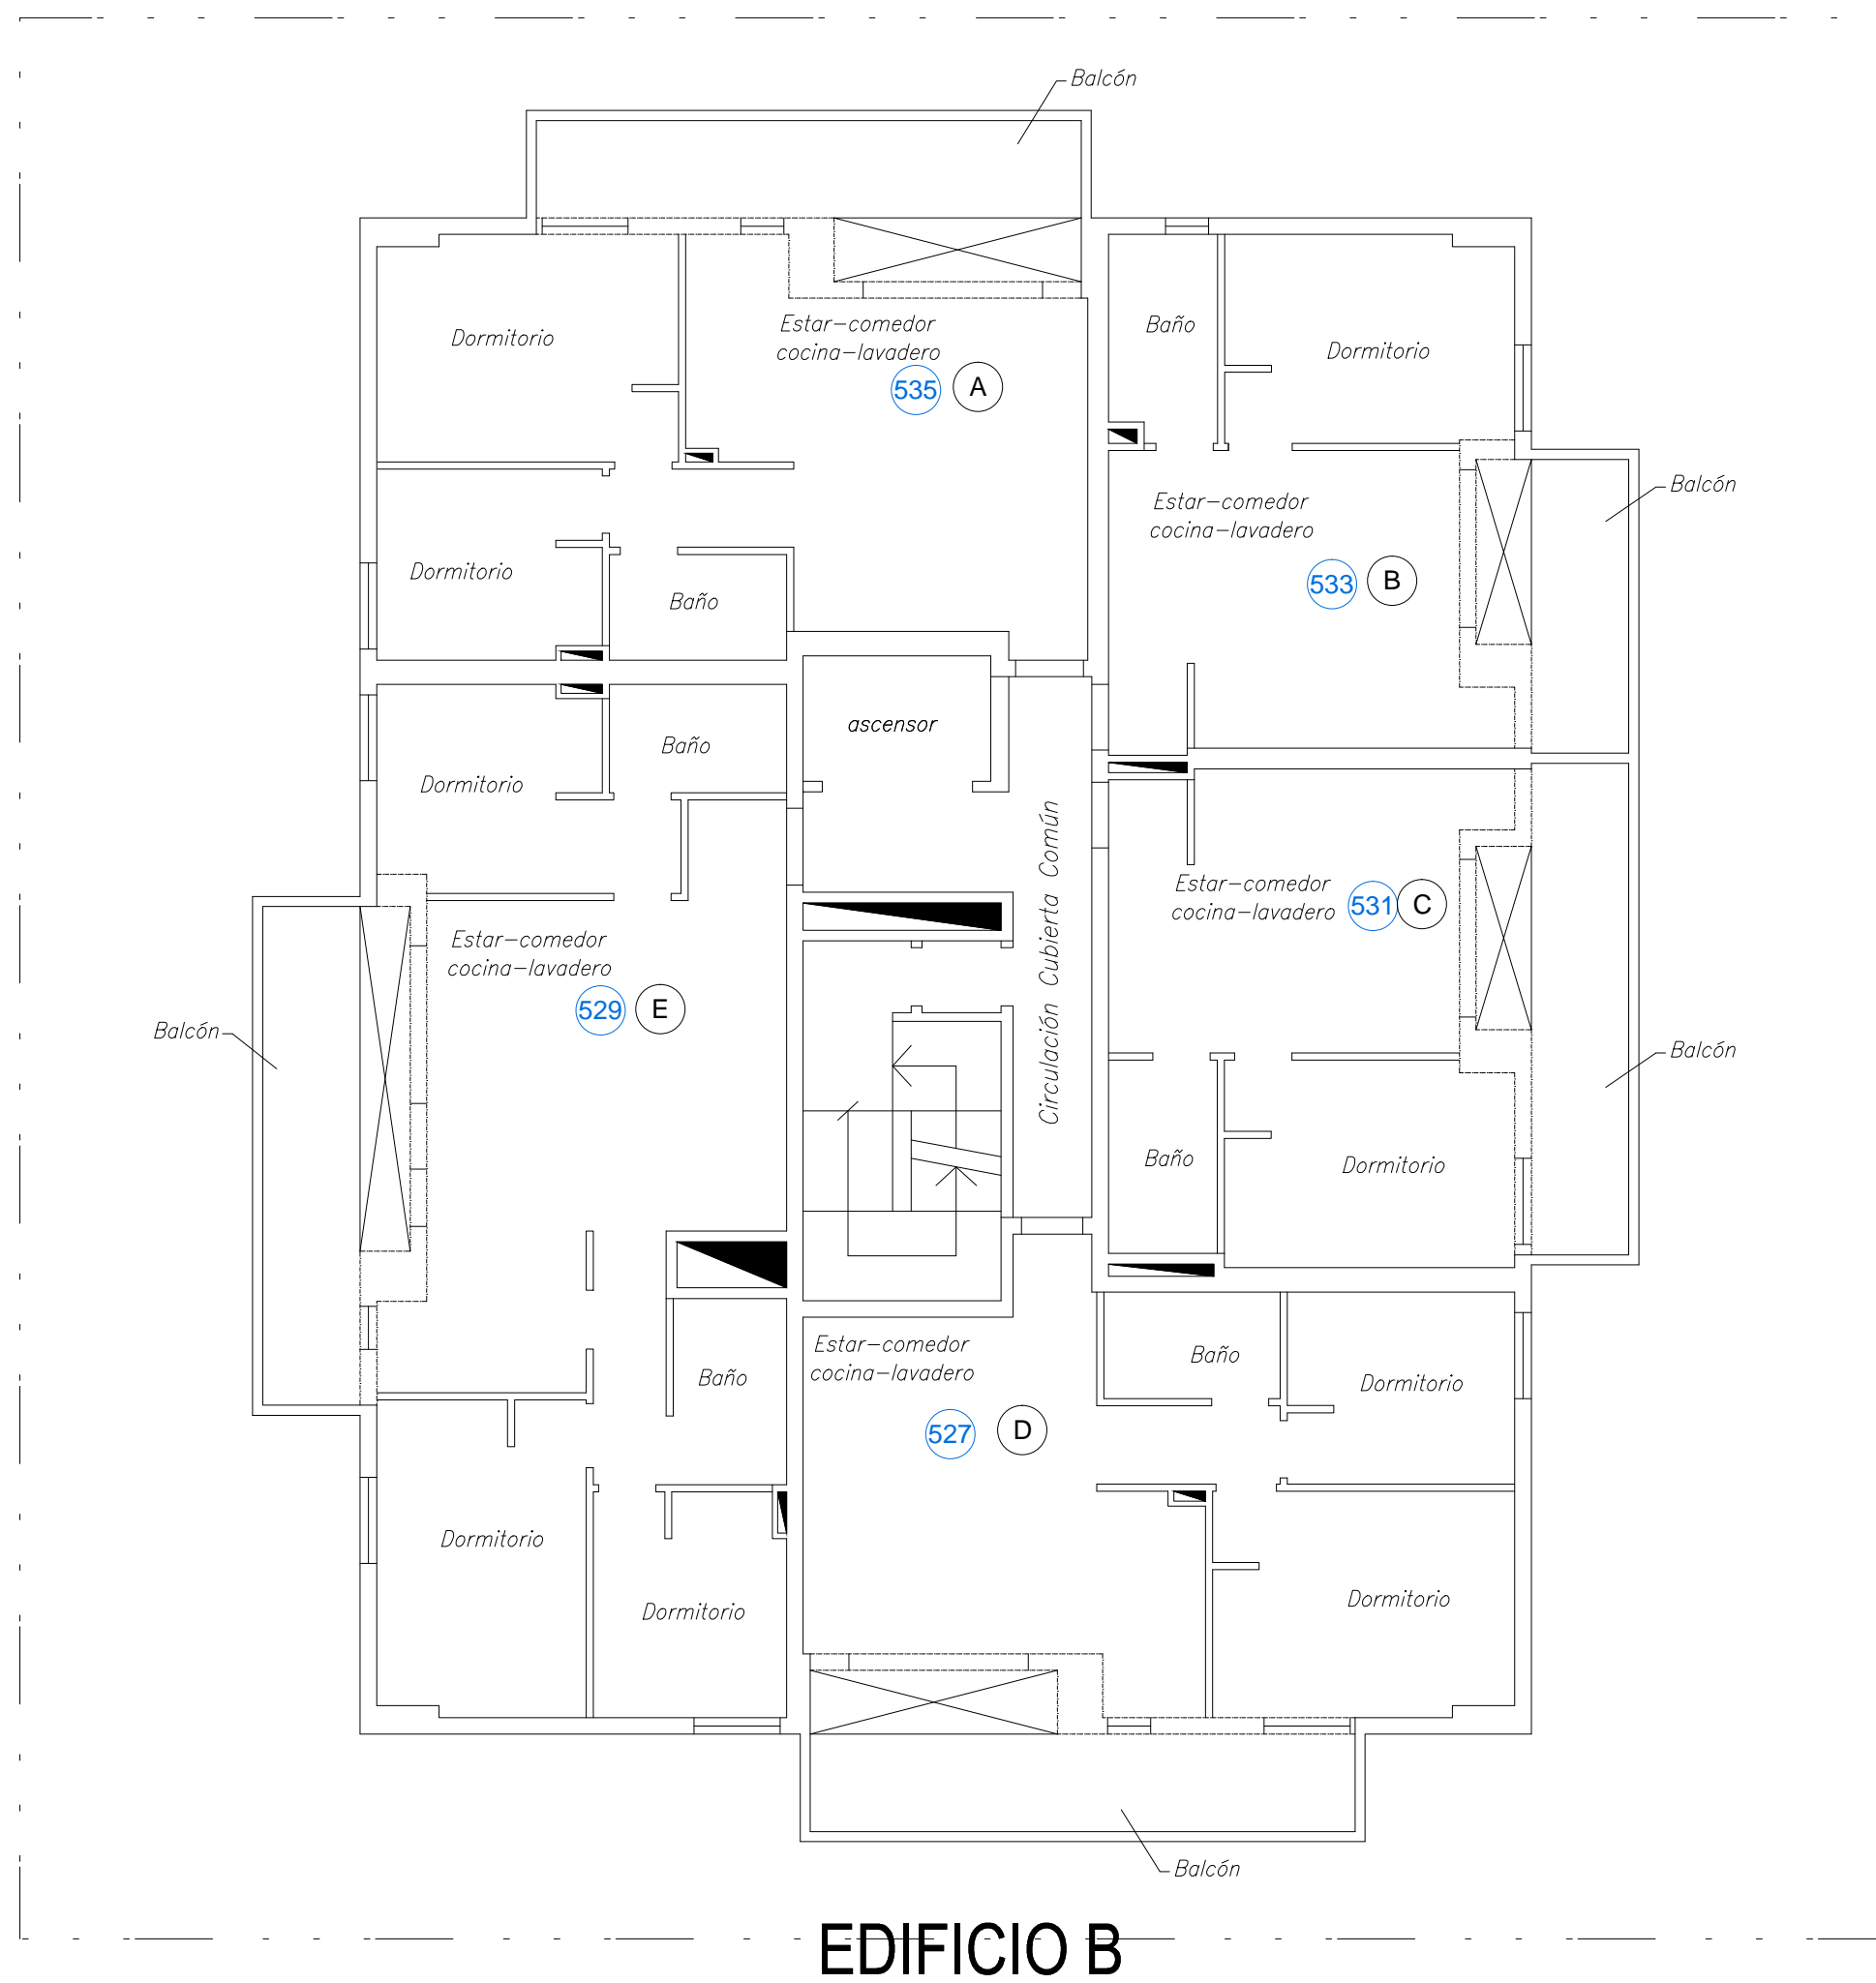 Balcón
Estar-comedor
cocina-lavadero
535 A
Dormitorio
Baño
Dormitorio
Balcón
Estar-comedor
cocina-lavadero
533 B
Dormitorio
Baño
ascensor
Baño
Dormitorio
Circulación Cubierta Común
Estar-comedor
cocina-lavadero
531 C
Estar-comedor
cocina-lavadero
529 E
Balcón
Balcón
Baño
Dormitorio
Estar-comedor
cocina-lavadero
527 D
Baño
Dormitorio
Baño
Dormitorio
Dormitorio
Dormitorio
Balcón
EDIFICIO B